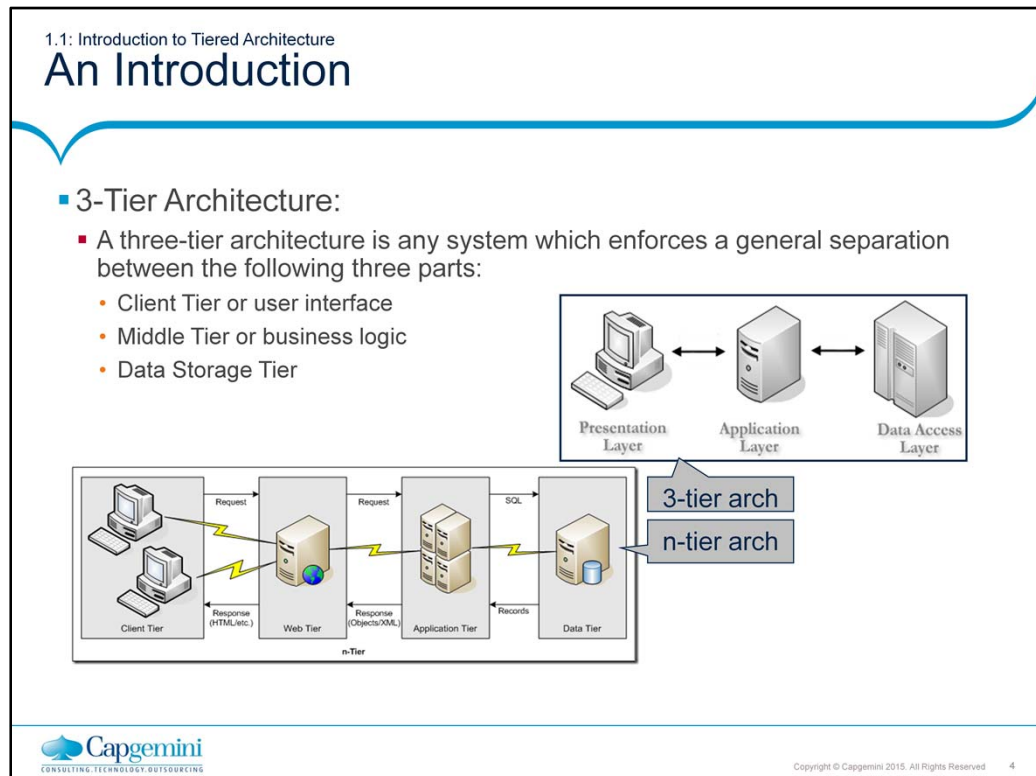 1.1: Introduction to Tiered Architecture
An Introduction
▪ 3-Tier Architecture:
▪ A three-tier architecture is any system which enforces a general separation
between the following three parts:
• Client Tier or user interface
• Middle Tier or business logic
• Data Storage Tier
Presentation
Layer
Application
Layer
Data Access
Layer
3-tier arch
n-tier arch
Request
Request
SQL
Response
(HTML/etc.)
Response
(Objects/XML)
Records
Client Tier
Web Tier
Application Tier
Data Tier
n-Tier
Capgemini
CONSULTING.TECHNOLOGY.OUTSOURCING
Copyright © Capgemini 2015. All Rights Reserved 4